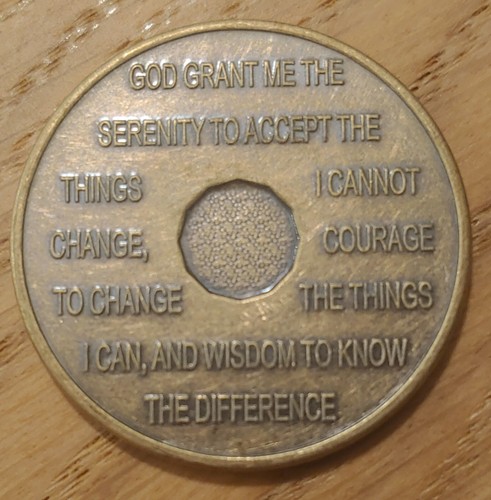 GOD GRANT ME THE
SERENITY TO ACCEPT THE
THINGS I CANNOT
CHANGE, COURAGE
TO CHANGE THE THINGS
I CAN, AND WISDOM TO KNOW
THE DIFFERENCE